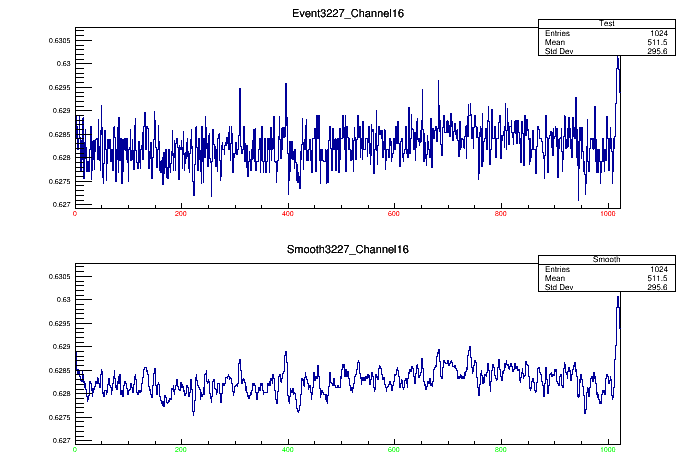 Event3227_Channel16
Test
Entries 1024
Mean 511.5
Std Dev 295.6
0.6305
0.63
0.6295
0.629
0.6285
0.628
0.6275
0.627
0 200 400 600 800 1000
Smooth3227_Channel16
Smooth
Entries 1024
Mean 511.5
Std Dev 295.6
0.6305
0.63
0.6295
0.629
0.6285
0.628
0.6275
0.627
0 200 400 600 800 1000